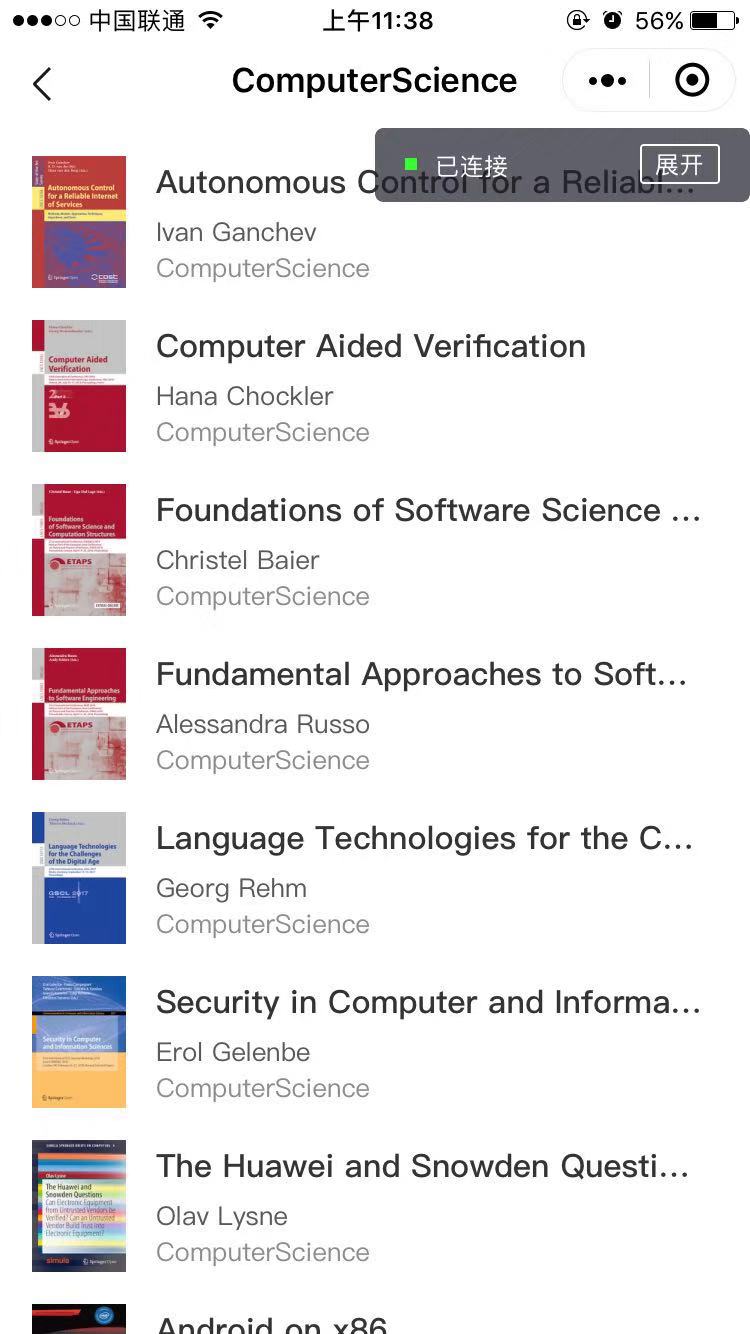 中国联通
上午11:38
56%
ComputerScience
已连接
展开
Autonomous Control for a Reliabl...
Ivan Ganchev
ComputerScience
Autonomous Control
for a Reliable Internet
of Services
Computer Aided Verification
Hana Chockler
ComputerScience
Computer Aided
Verification
Foundations of Software Science ...
Christel Baier
ComputerScience
Foundations
of Software Science and
Computation Structures
ETAPS
Fundamental Approaches to Soft...
Alessandra Russo
ComputerScience
Fundamental Approaches
to Software Engineering
ETAPS
Language Technologies for the C...
Georg Rehm
ComputerScience
Language Technologies
for the Challenges
of the Digital Age
GSCL 2017
Security in Computer and Informa...
Erol Gelenbe
ComputerScience
Security in Computer
and Information Sciences
The Huawei and Snowden Questi...
Olav Lysne
ComputerScience
Olav Lysne
The Huawei and
Snowden Questions
Can Electronic Equipment
from Untrusted Vendors be
Verified? Can an Untrusted
Vendor Build Trust into
Electronic Equipment?
simula
Android on x86